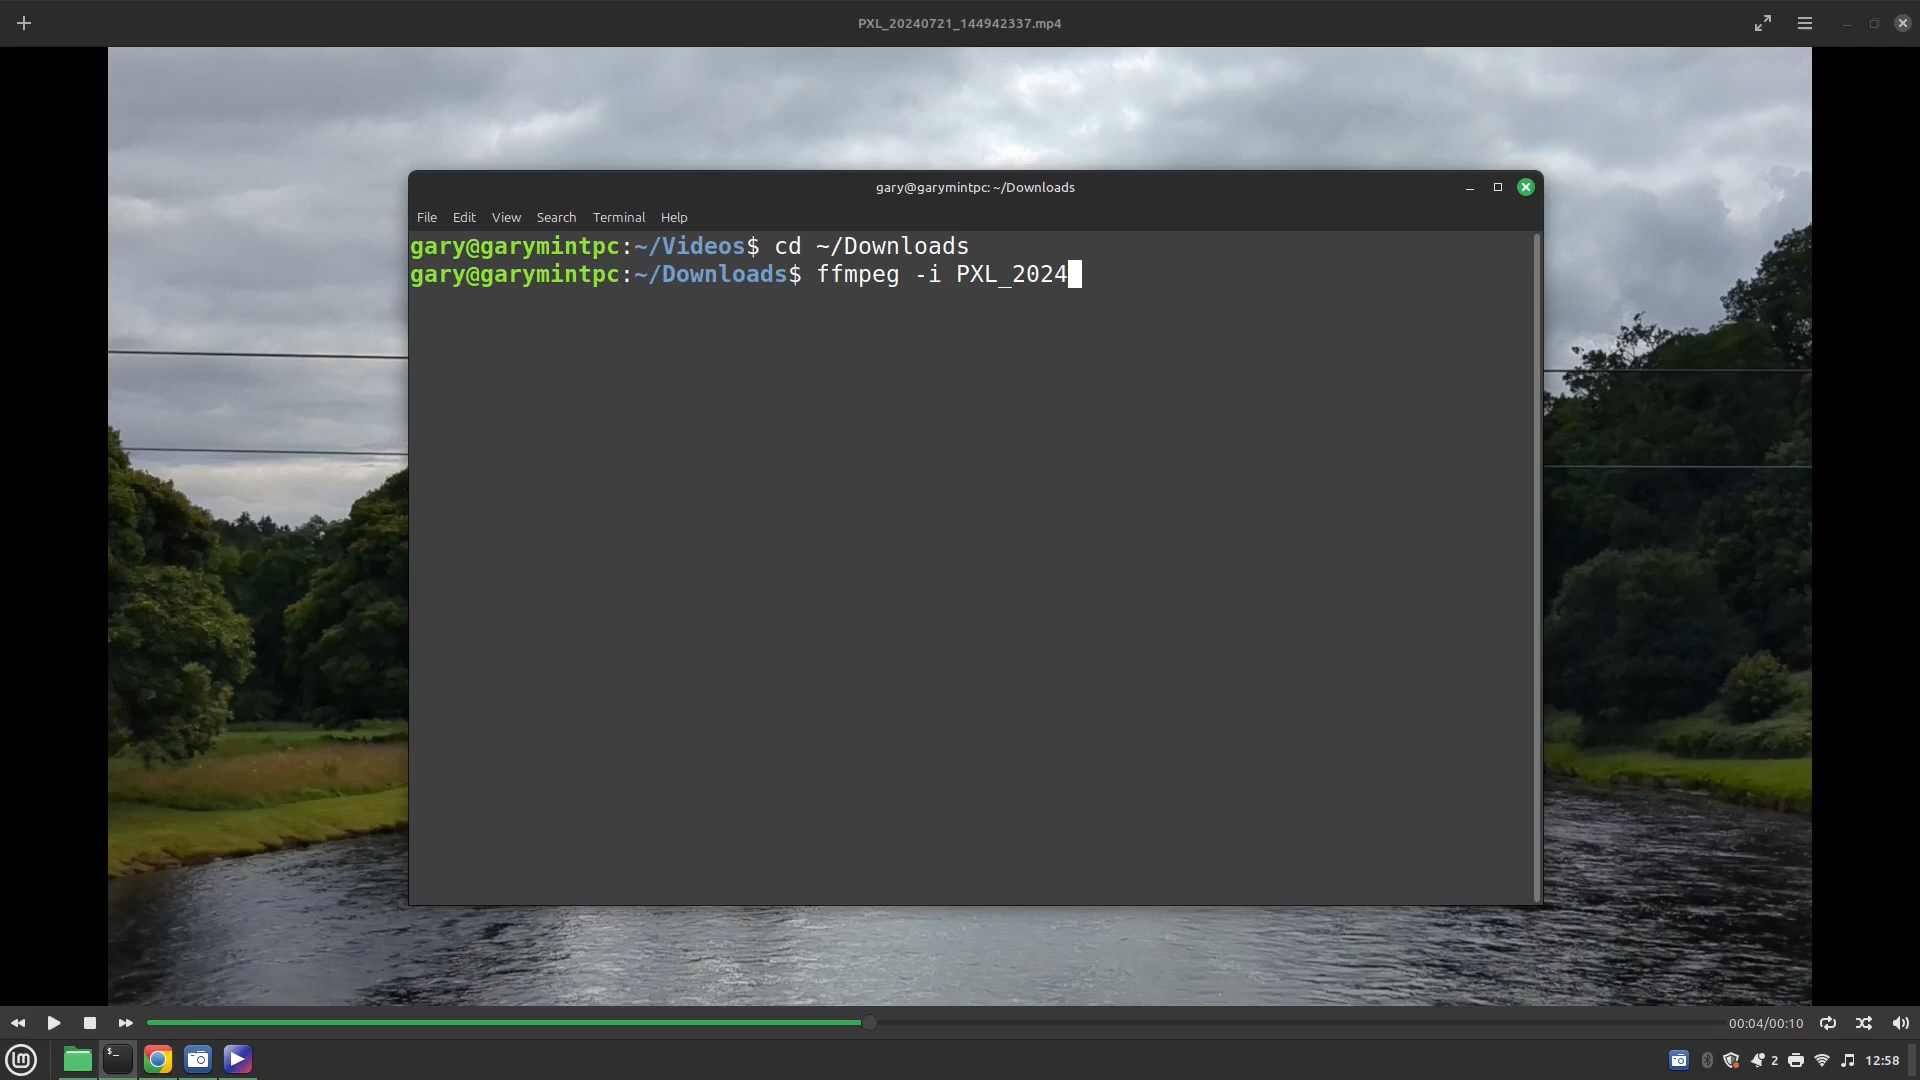 PXL_20240721_144942337.mp4
gary@garymintpc: ~/Downloads
File Edit View Search Terminal Help
gary@garymintpc:~/Videos$ cd ~/Downloads
gary@garymintpc:~/Downloads$ ffmpeg -i PXL_2024
00:04/00:10
$_
2 12:58